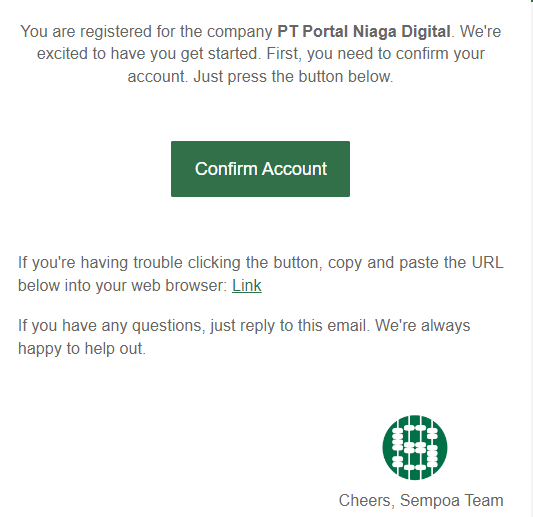 You are registered for the company PT Portal Niaga Digital. We're
excited to have you get started. First, you need to confirm your
account. Just press the button below.
Confirm Account
If you're having trouble clicking the button, copy and paste the URL
below into your web browser: Link
If you have any questions, just reply to this email. We're always
happy to help out.
Cheers, Sempoa Team